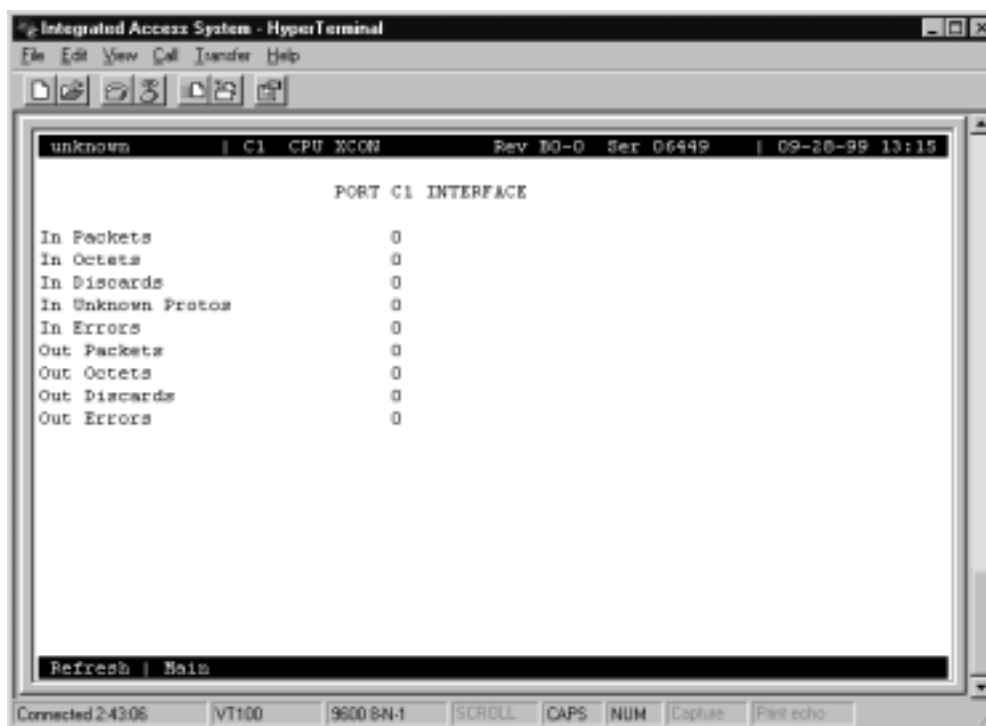 Integrated Access System - HyperTerminal
File Edit View Call Transfer Help
unknown | C1 CPU XCON Rev B0-0 Ser 06449 | 09-28-99 13:15
PORT C1 INTERFACE
In Packets 0
In Octets 0
In Discards 0
In Unknown Protos 0
In Errors 0
Out Packets 0
Out Octets 0
Out Discards 0
Out Errors 0
Refresh | Main
Connected 2:43:06 VT100 9600 8-N-1 SCROLL CAPS NUM Capture Print echo